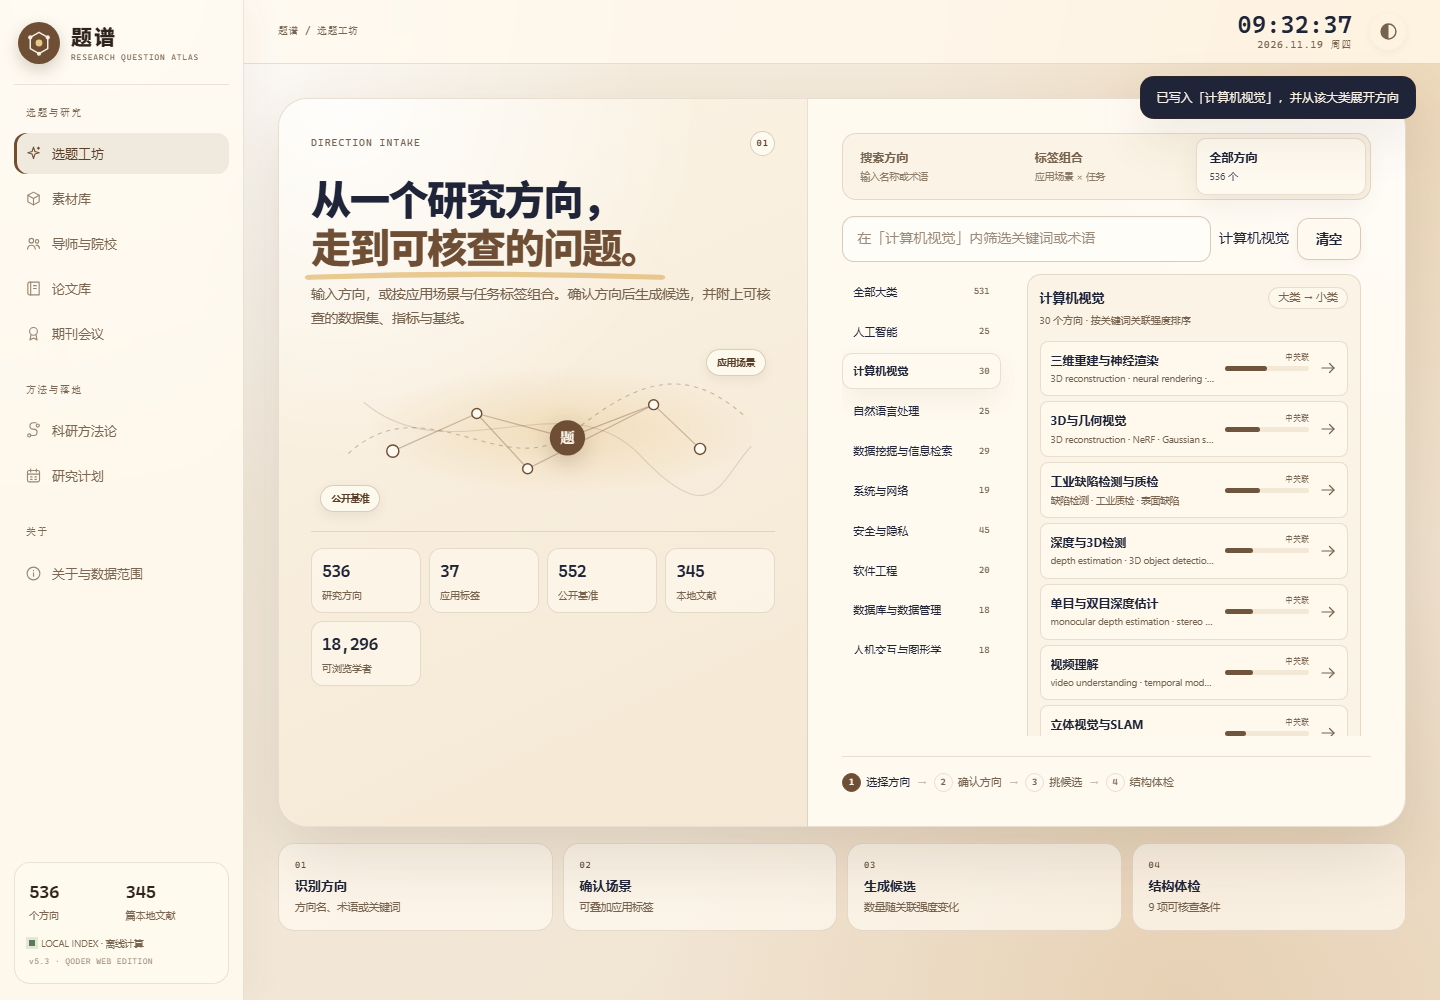 题谱
RESEARCH QUESTION ATLAS
选题与研究
选题工坊
素材库
导师与院校
论文库
期刊会议
方法与落地
科研方法论
研究计划
关于
关于与数据范围
536
个方向
345
篇本地文献
LOCAL INDEX · 离线计算
v5.3 · QODER WEB EDITION
题谱 / 选题工坊
09:32:37
2026.11.19 周四
已写入「计算机视觉」，并从该大类展开方向
DIRECTION INTAKE
01
从一个研究方向，
走到可核查的问题。
输入方向，或按应用场景与任务标签组合。确认方向后生成候选，并附上可核
查的数据集、指标与基线。
应用场景
题
公开基准
536
研究方向
37
应用标签
552
公开基准
345
本地文献
18,296
可浏览学者
搜索方向
输入名称或术语
标签组合
应用场景 × 任务
全部方向
536 个
在「计算机视觉」内筛选关键词或术语
计算机视觉
清空
全部大类 531
人工智能 25
计算机视觉 30
自然语言处理 25
数据挖掘与信息检索 29
系统与网络 19
安全与隐私 45
软件工程 20
数据库与数据管理 18
人机交互与图形学 18
计算机视觉
大类 → 小类
30 个方向 · 按关键词关联强度排序
三维重建与神经渲染
3D reconstruction · neural rendering ·...
中关联
3D与几何视觉
3D reconstruction · NeRF · Gaussian s...
中关联
工业缺陷检测与质检
缺陷检测 · 工业质检 · 表面缺陷
中关联
深度与3D检测
depth estimation · 3D object detectio...
中关联
单目与双目深度估计
monocular depth estimation · stereo ...
中关联
视频理解
video understanding · temporal mod...
中关联
立体视觉与SLAM
中关联
1 选择方向 → 2 确认方向 → 3 挑候选 → 4 结构体检
01
识别方向
方向名、术语或关键词
02
确认场景
可叠加应用标签
03
生成候选
数量随关联强度变化
04
结构体检
9 项可核查条件